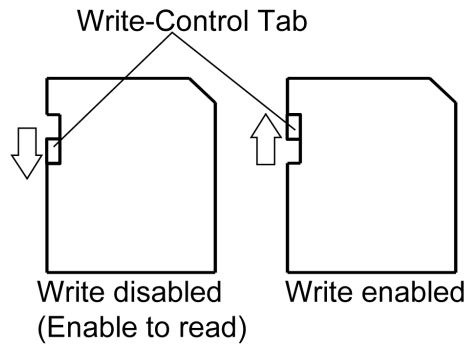 Write-Control Tab
Write disabled
(Enable to read)
Write enabled